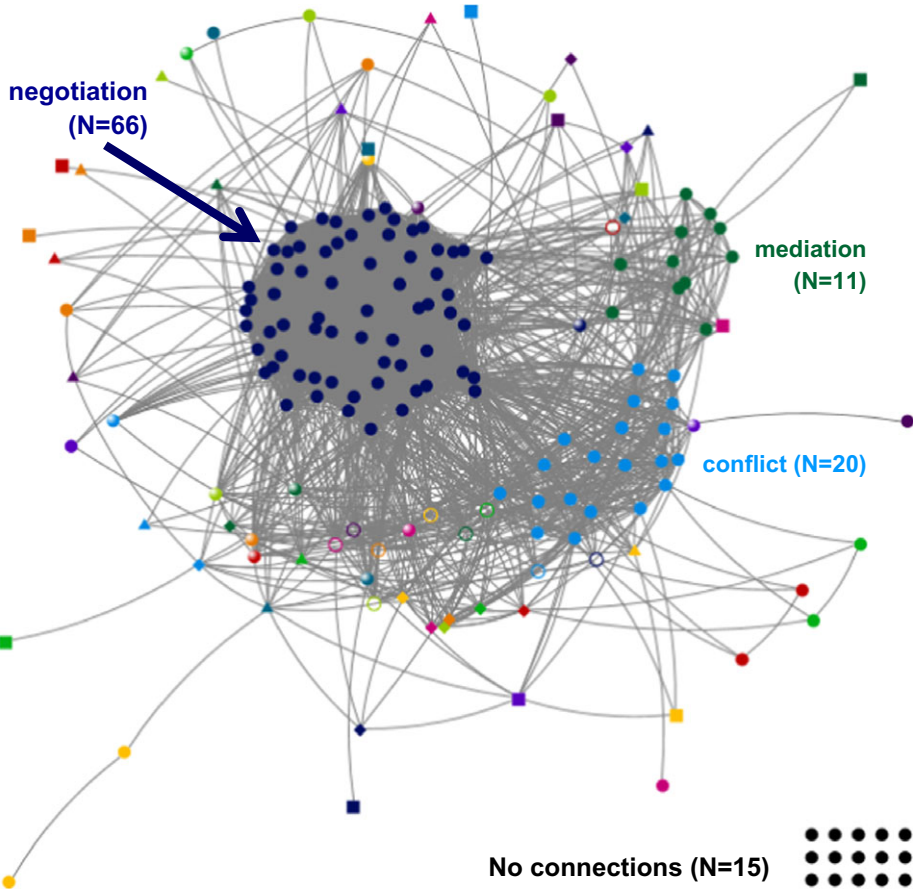 negotiation
(N=66)
mediation
(N=11)
conflict (N=20)
No connections (N=15)